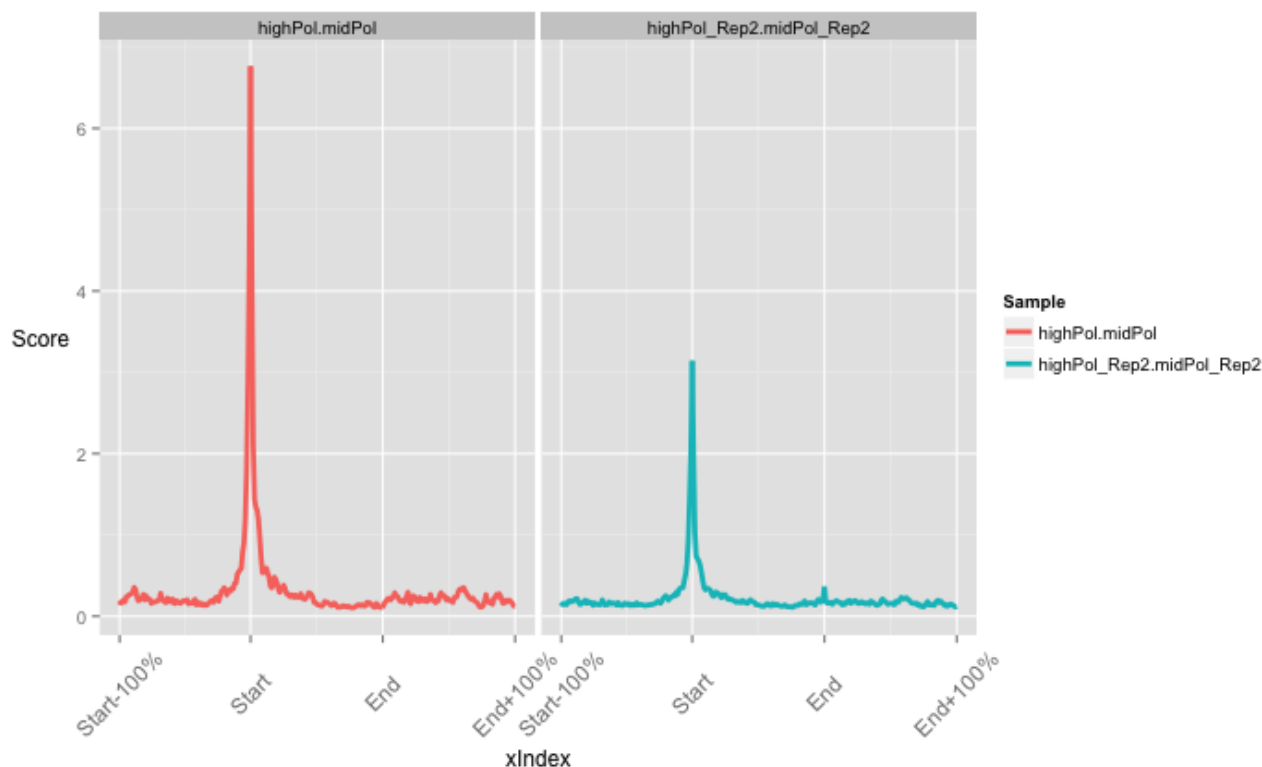 highPol.midPol
highPol_Rep2.midPol_Rep2
6
4
2
0
Score
Start-100%
Start
End
End+100%
Start-100%
Start
End
End+100%
xIndex
Sample
highPol.midPol
highPol_Rep2.midPol_Rep2